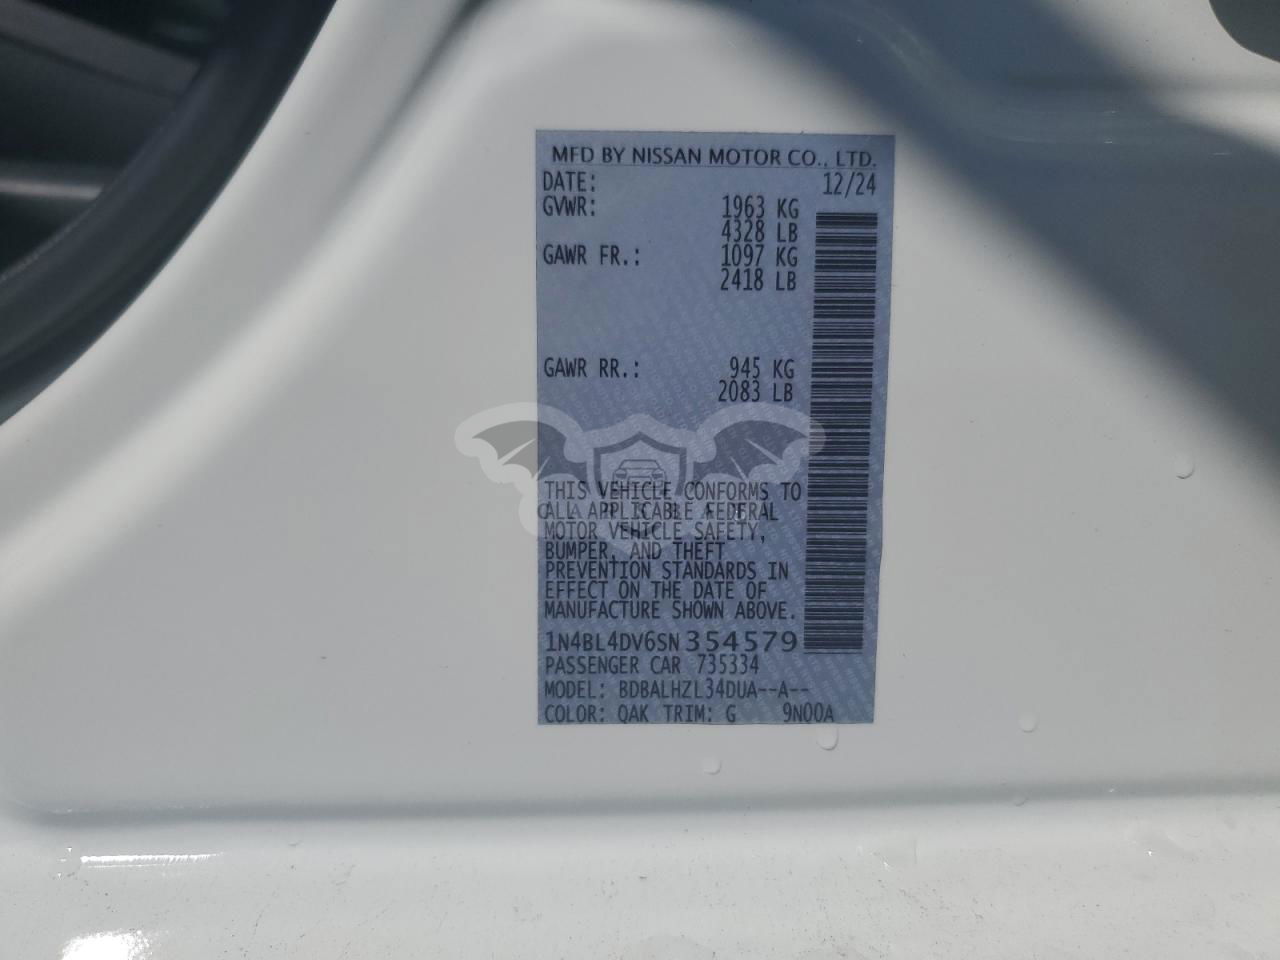 MFD BY NISSAN MOTOR CO., LTD.
DATE: 12/24
GVWR: 1963 KG
4328 LB
GAWR FR.: 1097 KG
2418 LB
GAWR RR.: 945 KG
2083 LB
THIS VEHICLE CONFORMS TO
ALL APPLICABLE FEDERAL
MOTOR VEHICLE SAFETY,
BUMPER, AND THEFT
PREVENTION STANDARDS IN
EFFECT ON THE DATE OF
MANUFACTURE SHOWN ABOVE.
1N4BL4DV6SN354579
PASSENGER CAR 735334
MODEL: BDBALHZL34DUA--A--
COLOR: QAK TRIM: G 9N00A